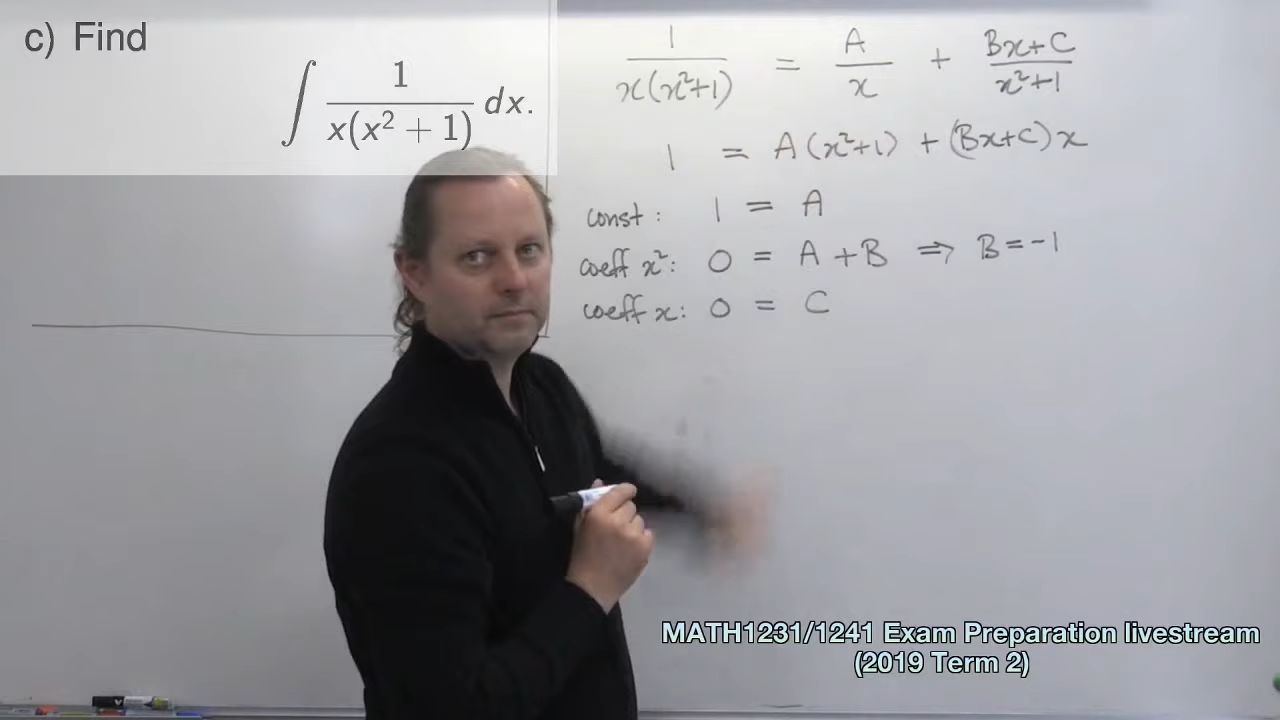 c) Find
∫ 1/(x(x² + 1)) dx.
1/(x(x²+1)) = A/x + (Bx+C)/(x²+1)
1 = A(x²+1) + (Bx+C)x
const: 1 = A
coeff x²: 0 = A + B ⇒ B = -1
coeff x: 0 = C
MATH1231/1241 Exam Preparation livestream
(2019 Term 2)